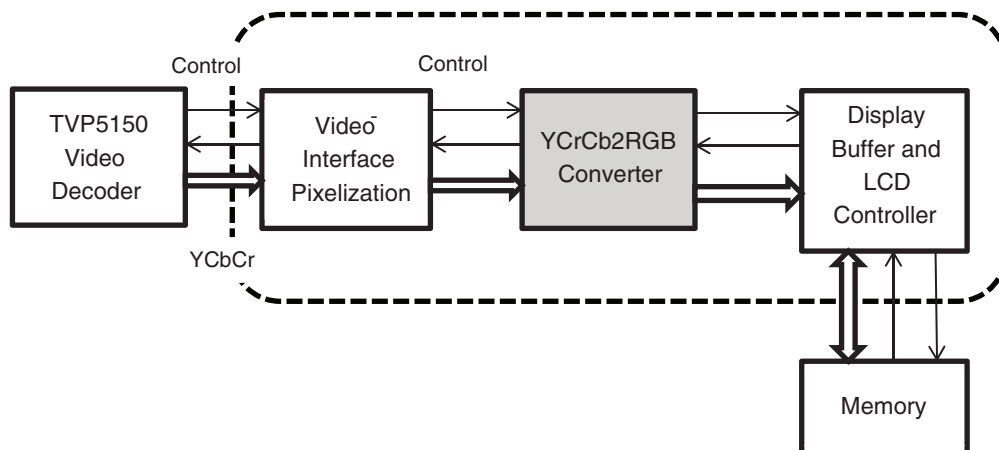 Control
Control
TVP5150
Video
Decoder
Video-
Interface
Pixelization
YCrCb2RGB
Converter
Display
Buffer and
LCD
Controller
YCbCr
Memory